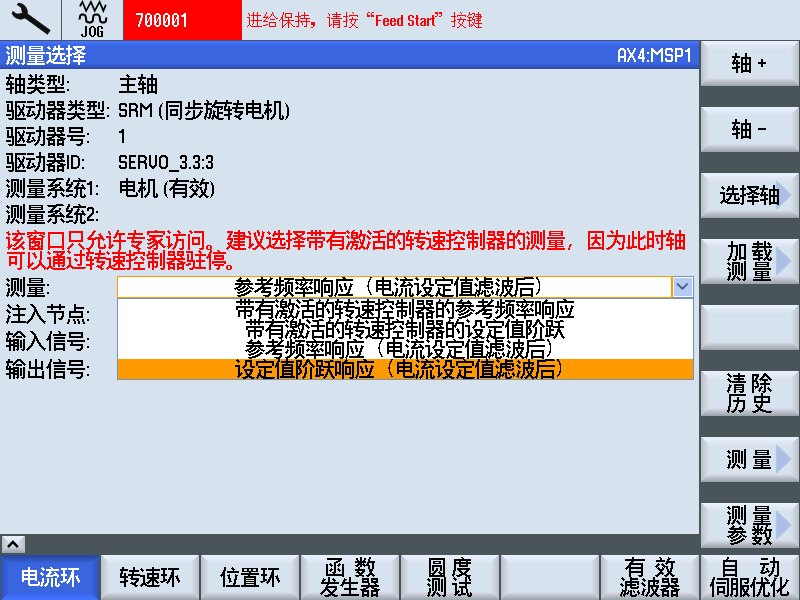 JOG
700001
进给保持，请按“Feed Start”按键
测量选择 AX4:MSP1
轴类型: 主轴
驱动器类型: SRM (同步旋转电机)
驱动器号: 1
驱动器ID: SERVO_3.3:3
测量系统1: 电机 (有效)
测量系统2:
该窗口只允许专家访问。建议选择带有激活的转速控制器的测量，因为此时轴
可以通过转速控制器驻停。
测量: 参考频率响应（电流设定值滤波后）
带有激活的转速控制器的参考频率响应
注入节点:
带有激活的转速控制器的设定值阶跃
输入信号:
参考频率响应（电流设定值滤波后）
输出信号: 设定值阶跃响应（电流设定值滤波后）
轴 +
轴 -
选择轴
加 载
测 量
清 除
历 史
测 量
测 量
参 数
电流环
转速环
位置环
函 数
发生器
圆 度
测 试
有 效
滤波器
自 动
伺服优化